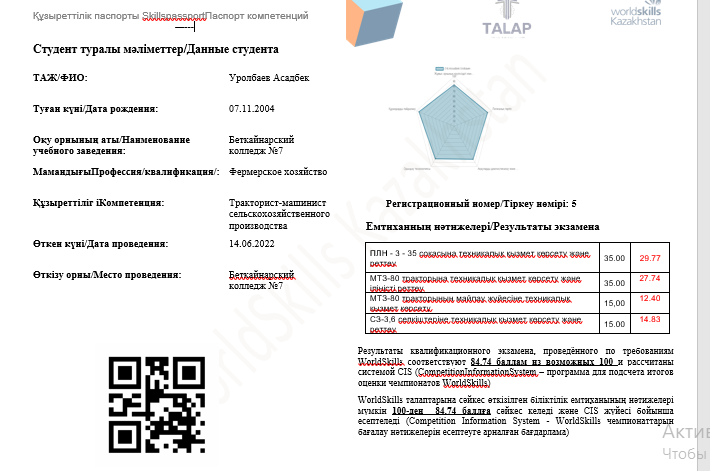 Құзыреттілік паспорты SkillspassportПаспорт компетенций
Студент туралы мәліметтер/Данные студента
ТАЖ/ФИО: Уролбаев Асадбек
Туған күні/Дата рождения: 07.11.2004
Оқу орнының аты/Наименование учебного заведения: Беткайнарский колледж №7
МамандығыПрофессия/квалификация/: Фермерское хозяйство
Құзыреттіліг іКомпетенция: Тракторист-машинист сельскохозяйственного производства
Өткен күні/Дата проведения: 14.06.2022
Өткізу орны/Место проведения: Беткайнарский колледж №7
TALAP
worldskills
Kazakhstan
Регистрационный номер/Тіркеу нөмірі: 5
Емтиханның нәтижелері/Результаты экзамена
ПЛН - 3 - 35 соқасына техникалық қызмет көрсету және реттеу. 35.00 29.77
МТЗ-80 тракторына техникалық қызмет көрсету және іліністі реттеу. 35.00 27.74
МТЗ-80 тракторының майлау жүйесіне техникалық қызмет көрсету. 15,00 12.40
СЗ-3,6 сепкіштеріне техникалық қызмет көрсету және реттеу. 15.00 14.83
Результаты квалификационного экзамена, проведённого по требованиям
WorldSkills соответствуют 84.74 баллам из возможных 100 и рассчитаны
системой CIS (CompetitionInformationSystem – программа для подсчета итогов
оценки чемпионатов WorldSkills)
WorldSkills талаптарына сәйкес өткізілген біліктілік емтиханының нәтижелері
мүмкін 100-ден 84.74 баллға сәйкес келеді және CIS жүйесі бойынша
есептеледі (Competition Information System - WorldSkills чемпионаттарын
бағалау нәтижелерін есептеуге арналған бағдарлама)
Kazakhstan
Актив
Чтобы